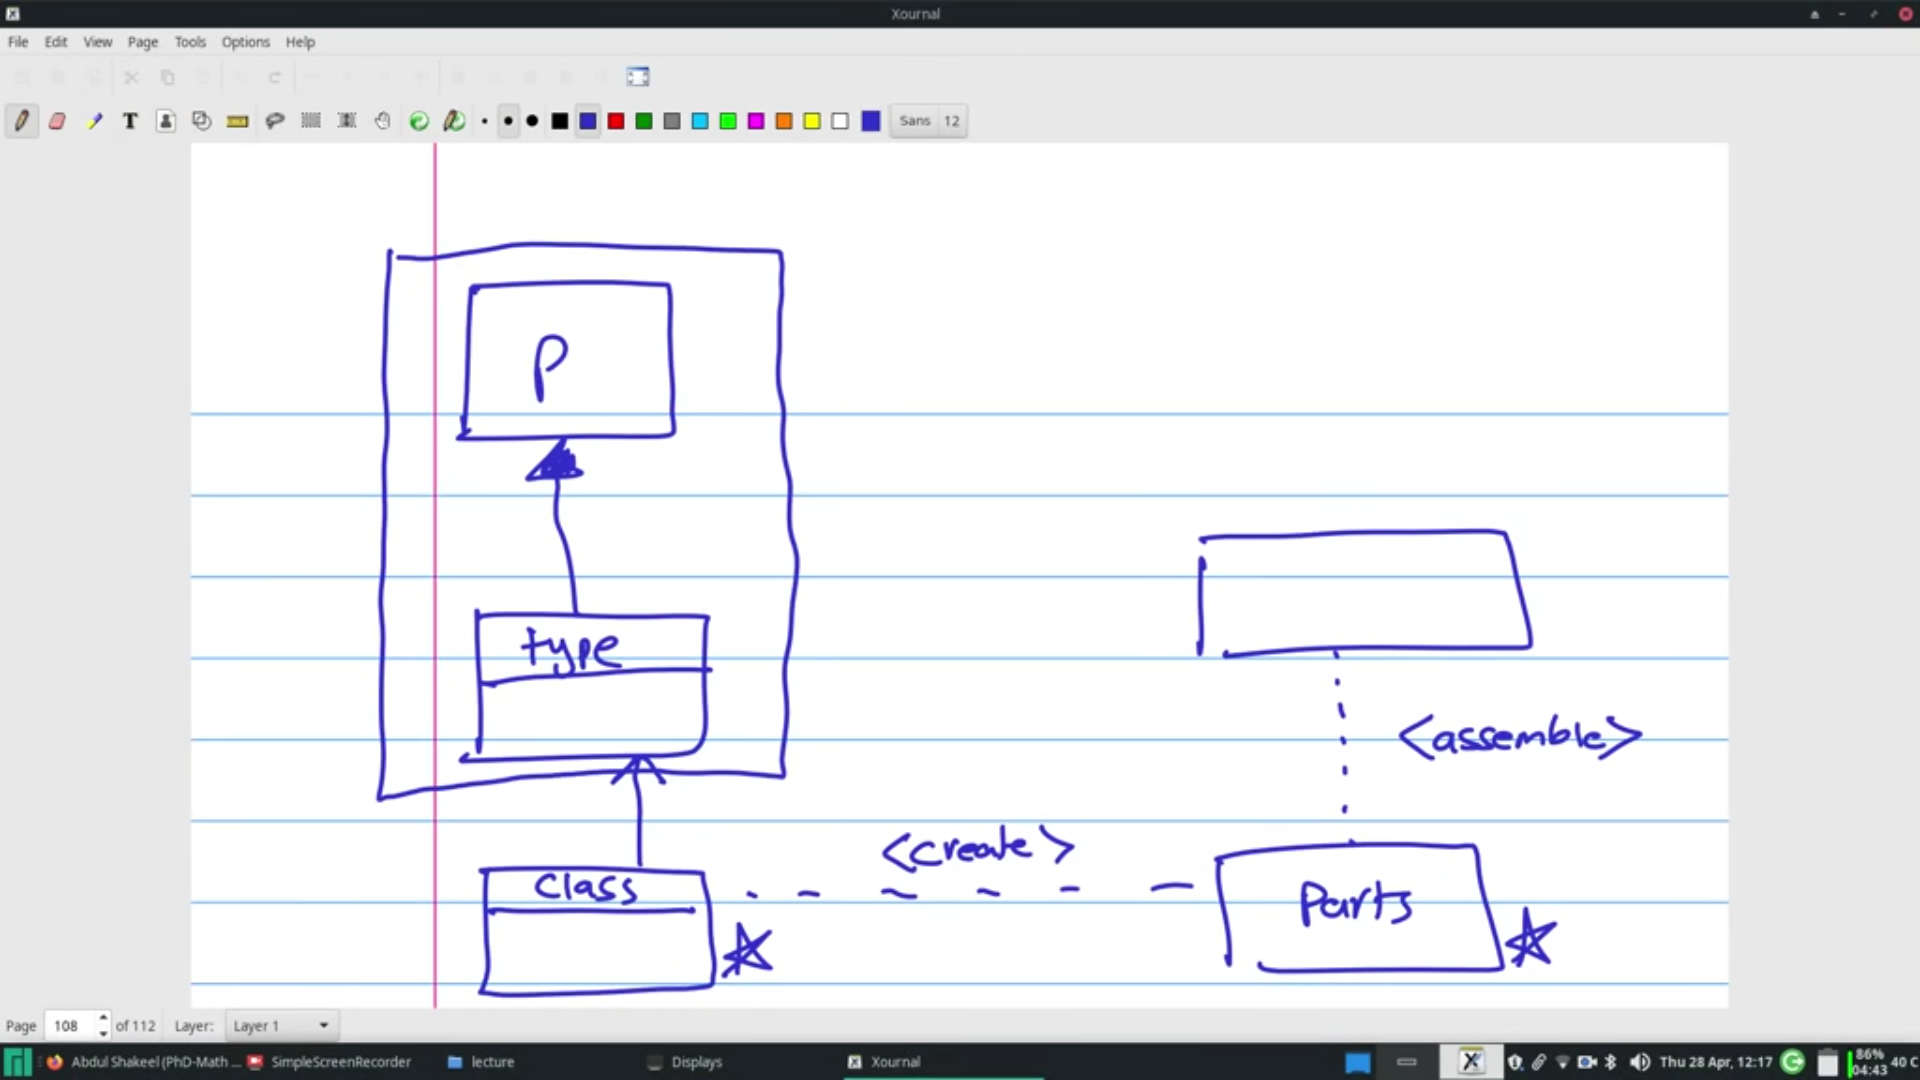 Xournal
File Edit View Page Tools Options Help
T Sans 12
P
type
<assemble>
<create>
Class
Parts
Page 108 of 112 Layer: Layer 1
Abdul Shakeel (PhD-Math ... SimpleScreenRecorder lecture Displays Xournal Thu 28 Apr, 12:17 86% 04:43 40 C